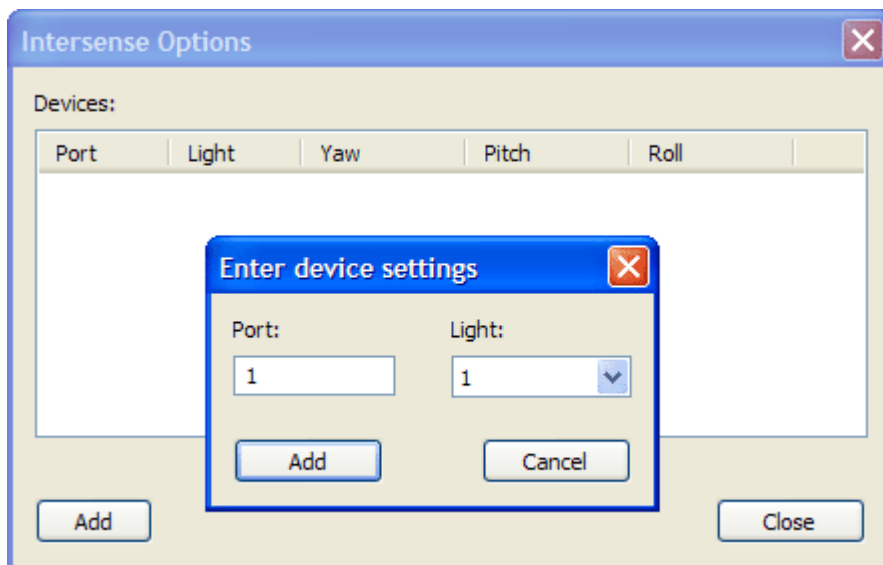 Intersense Options
Devices:
Port Light Yaw Pitch Roll
Enter device settings
Port: Light:
1 1
Add Cancel
Add Close